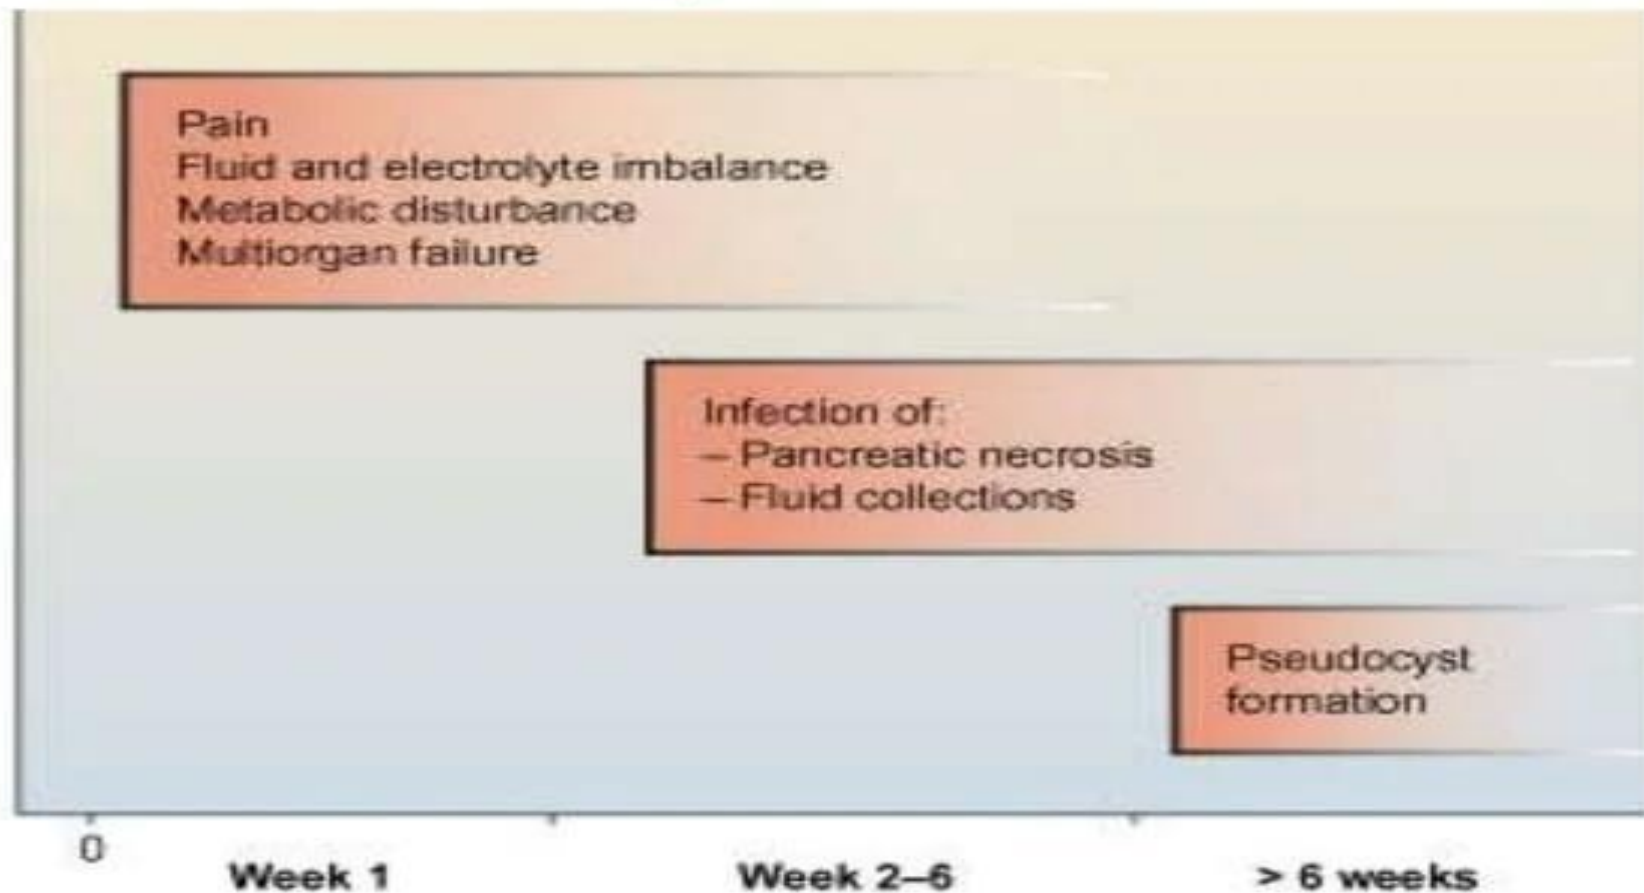 Pain
Fluid and electrolyte imbalance
Metabolic disturbance
Multiorgan failure
Infection of:
– Pancreatic necrosis
– Fluid collections
Pseudocyst
formation
0
Week 1
Week 2–6
> 6 weeks